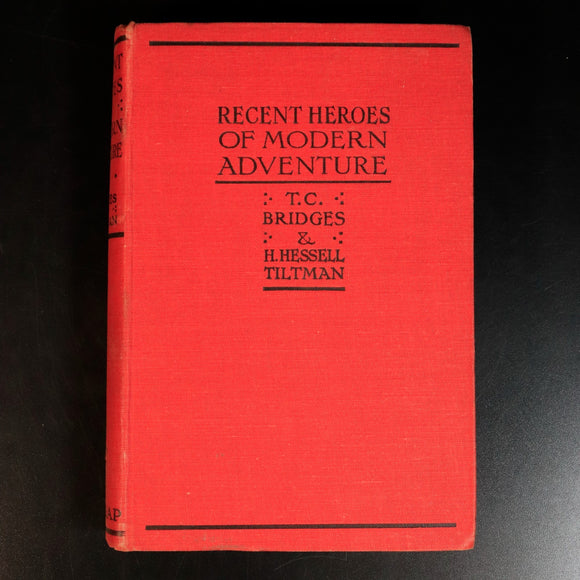 RECENT HEROES
OF MODERN
ADVENTURE
T.C.
BRIDGES
&
H. HESSELL
TILTMAN